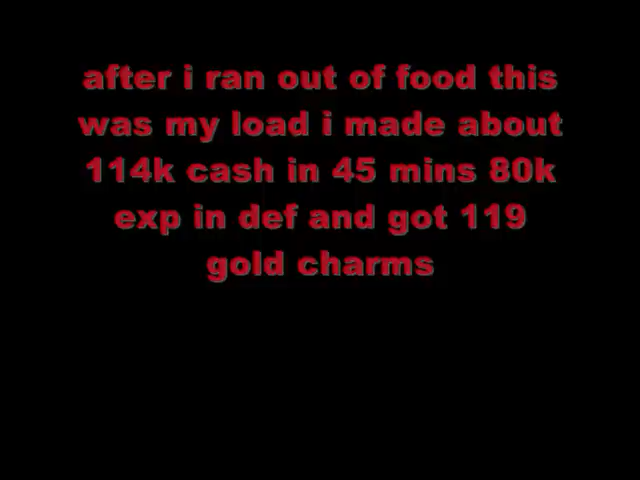 after i ran out of food this
was my load i made about
114k cash in 45 mins 80k
exp in def and got 119
gold charms